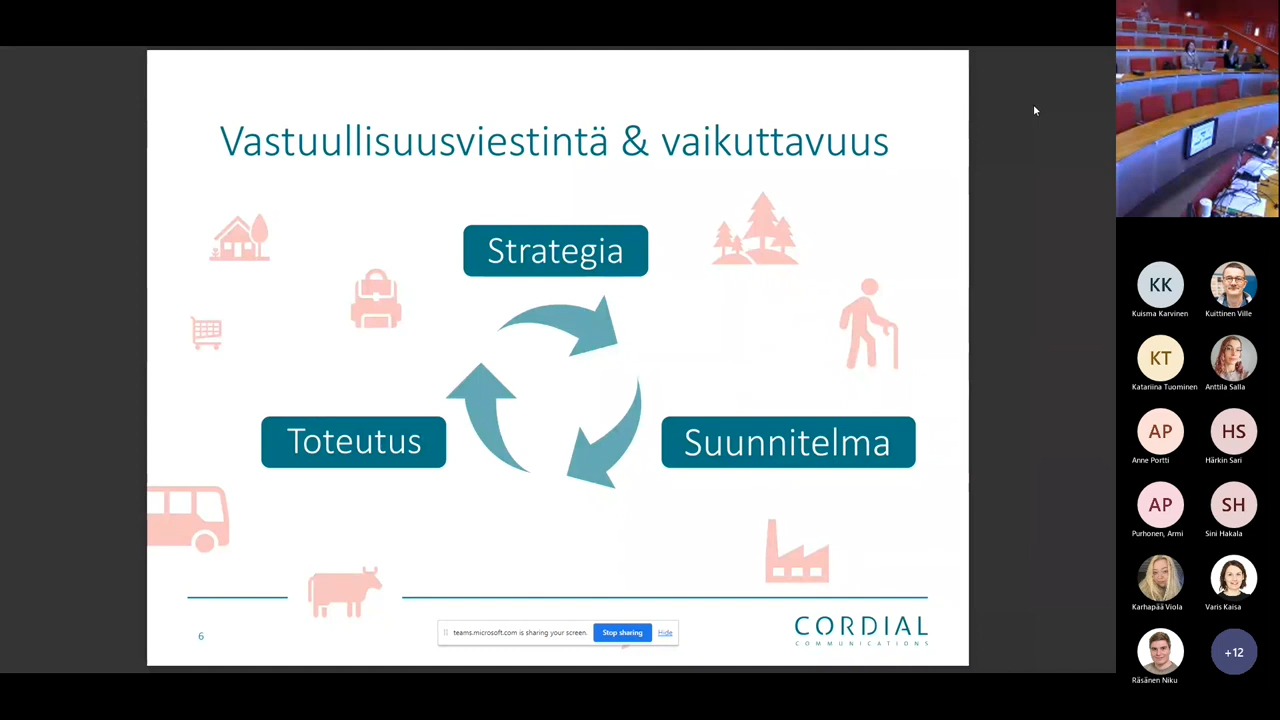 Vastuullisuusviestintä & vaikuttavuus
Strategia
Toteutus
Suunnitelma
6
teams.microsoft.com is sharing your screen.
Stop sharing
Hide
CORDIAL
COMMUNICATIONS
KK
Kuisma Karvinen
Kuittinen Ville
KT
Katariina Tuominen
Anttila Salla
AP
Anne Portti
HS
Härkin Sari
AP
Purhonen, Armi
SH
Sini Hakala
Karhapää Viola
Varis Kaisa
Räsänen Niku
+12